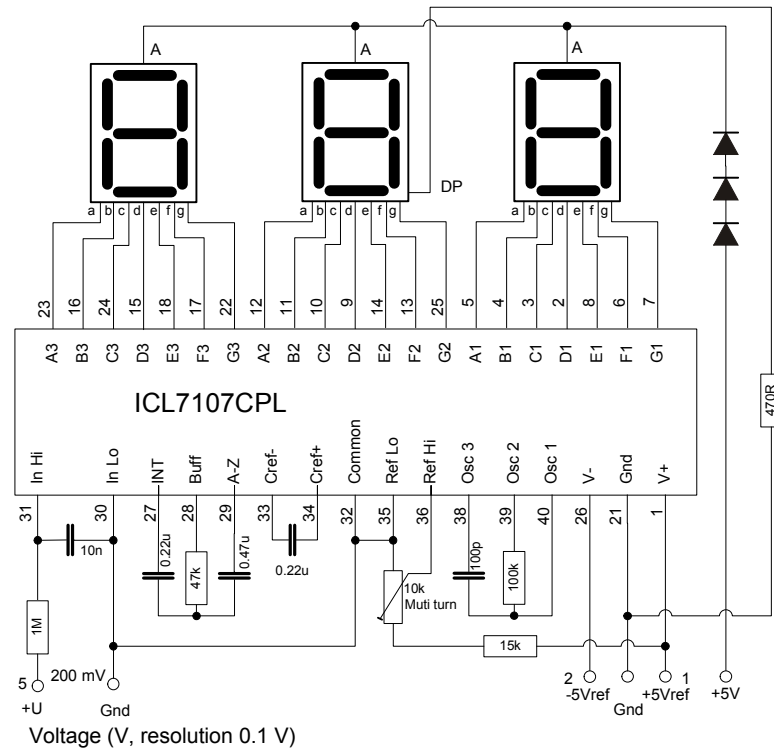 A A A
DP
a b c d e f g a b c d e f g a b c d e f g
23 16 24 15 18 17 22 12 11 10 9 14 13 25 5 4 3 2 8 6 7
A3 B3 C3 D3 E3 F3 G3 A2 B2 C2 D2 E2 F2 G2 A1 B1 C1 D1 E1 F1 G1
470R
ICL7107CPL
In Hi In Lo INT Buff A-Z Cref- Cref+ Common Ref Lo Ref Hi Osc 3 Osc 2 Osc 1 V- Gnd V+
31 30 27 28 29 33 34 32 35 36 38 39 40 26 21 1
10n 0.22u 47k 0.47u 0.22u 100p 100k
10k
Muti turn
1M
15k
5 200 mV 2 1
+U Gnd -5Vref Gnd +5Vref +5V
Voltage (V, resolution 0.1 V)